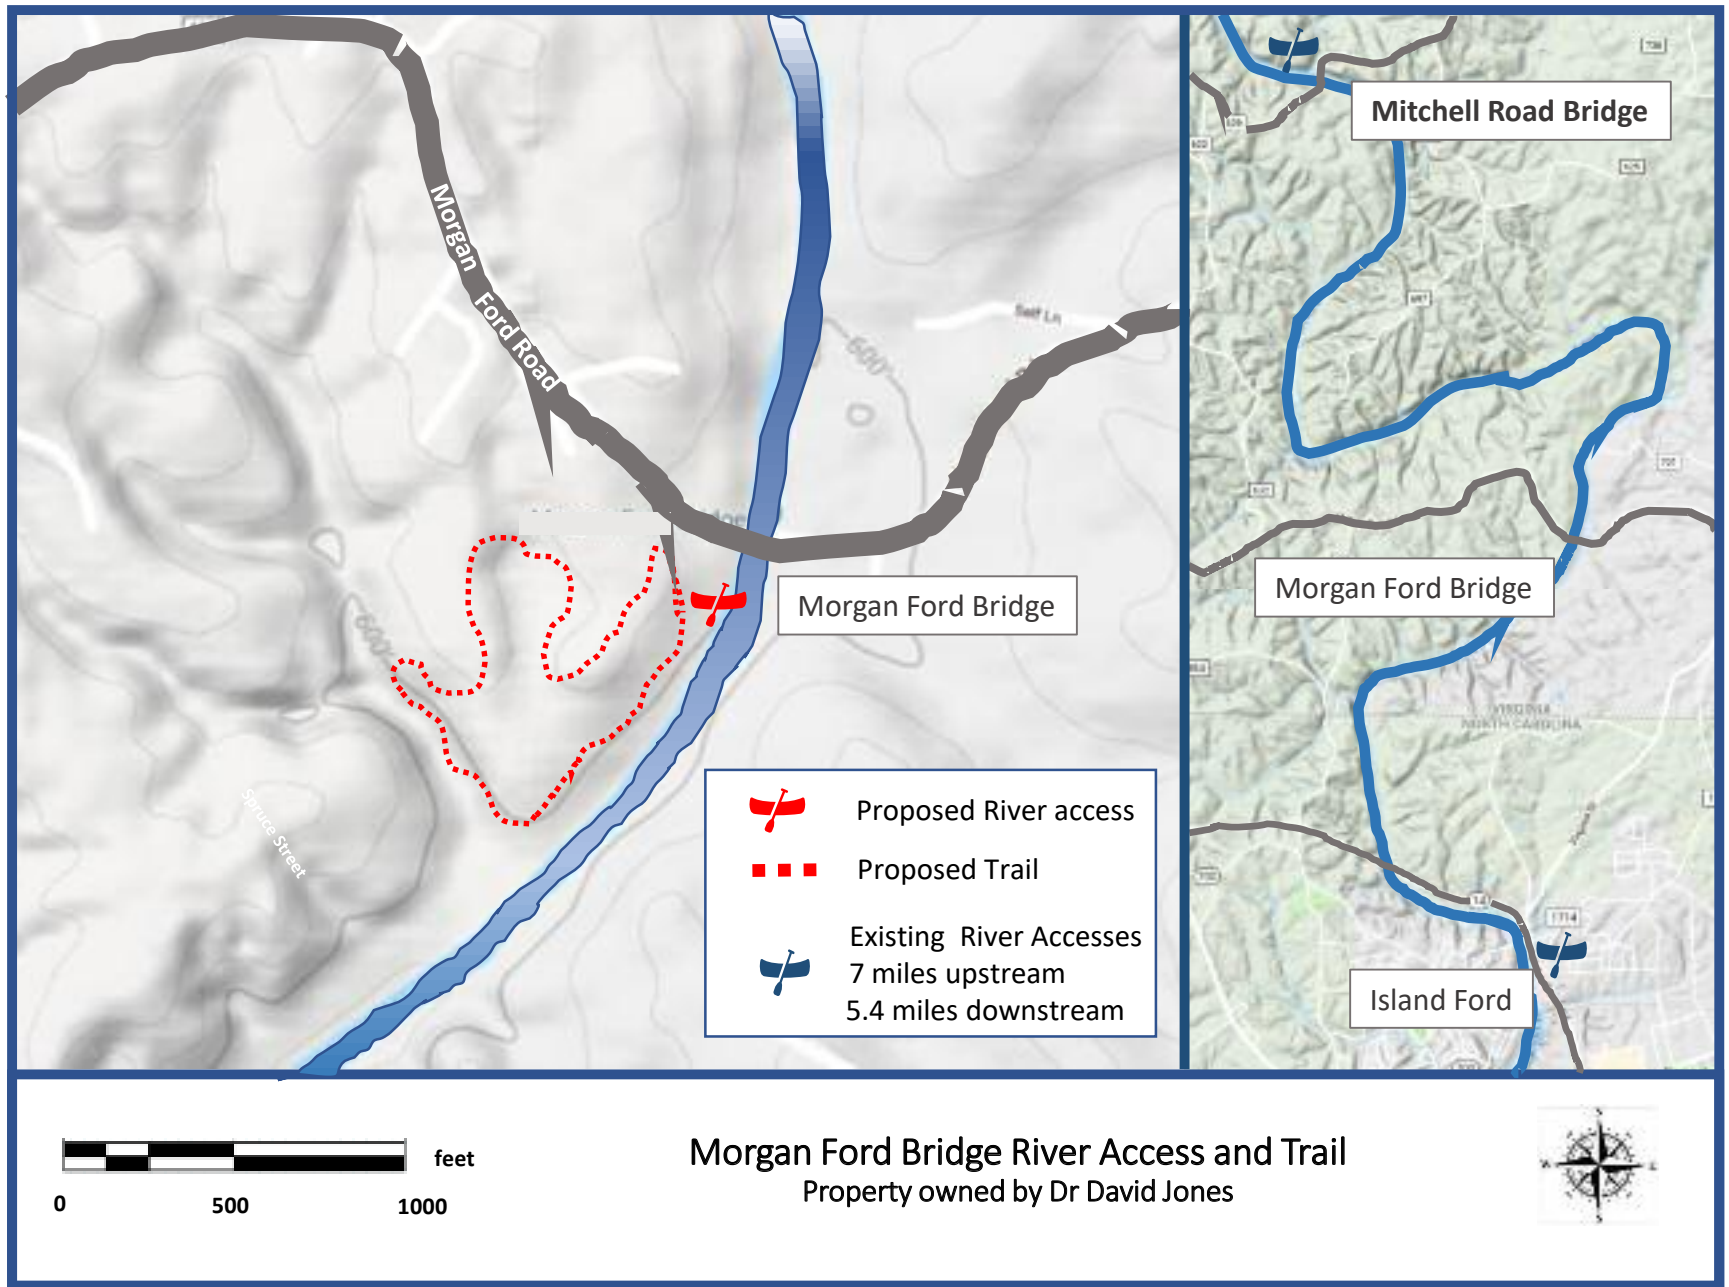 Morgan
Ford Road
Self Ln
600'
600'
Spruce Street
Morgan Ford Bridge
Proposed River access
Proposed Trail
Existing River Accesses
7 miles upstream
5.4 miles downstream
Mitchell Road Bridge
Morgan Ford Bridge
VIRGINIA
NORTH CAROLINA
Island Ford
feet
0 500 1000
Morgan Ford Bridge River Access and Trail
Property owned by Dr David Jones